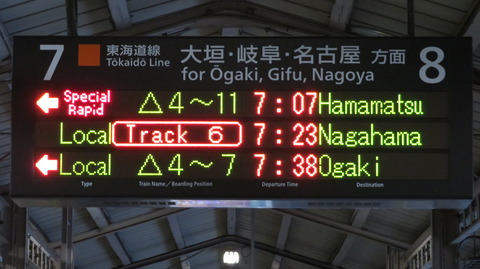 7 東海道線 大垣・岐阜・名古屋 方面 8
Tōkaidō Line for Ōgaki, Gifu, Nagoya
Special Rapid △4～11 7:07 Hamamatsu
Local Track 6 7:23 Nagahama
Local △4～7 7:38 Ogaki
Type Train Name / Boarding Position Departure Time Destination